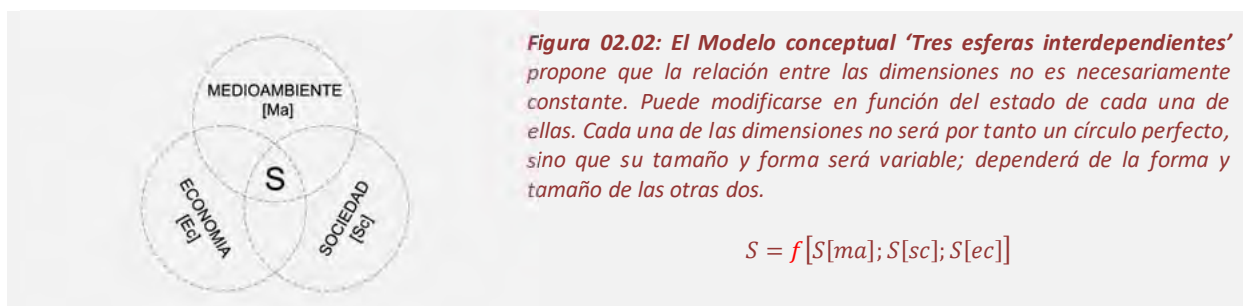 MEDIOAMBIENTE
[Ma]
S
ECONOMIA
[Ec]
SOCIEDAD
[Sc]
Figura 02.02: El Modelo conceptual ‘Tres esferas interdependientes’
propone que la relación entre las dimensiones no es necesariamente
constante. Puede modificarse en función del estado de cada una de
ellas. Cada una de las dimensiones no será por tanto un círculo perfecto,
sino que su tamaño y forma será variable; dependerá de la forma y
tamaño de las otras dos.
S = f[S[ma]; S[sc]; S[ec]]